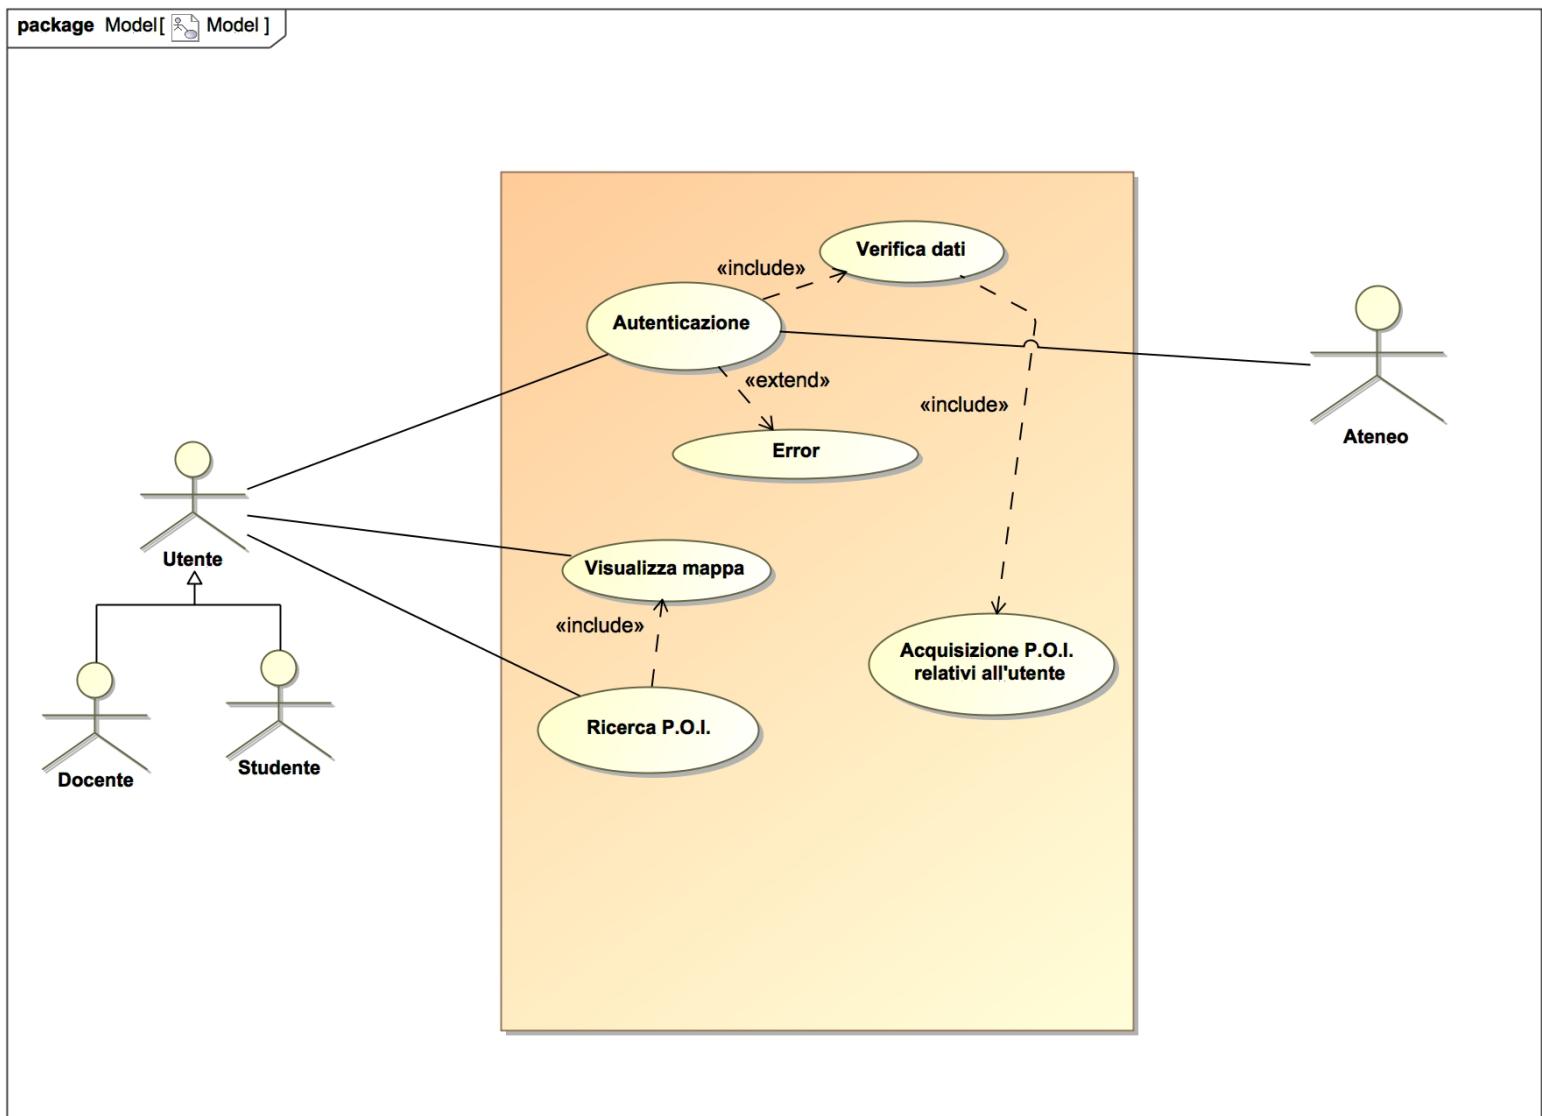 package Model[ Model ]
Verifica dati
«include»
Autenticazione
«extend»
«include»
Error
Ateneo
Utente
Visualizza mappa
«include»
Acquisizione P.O.I.
relativi all'utente
Ricerca P.O.I.
Docente
Studente